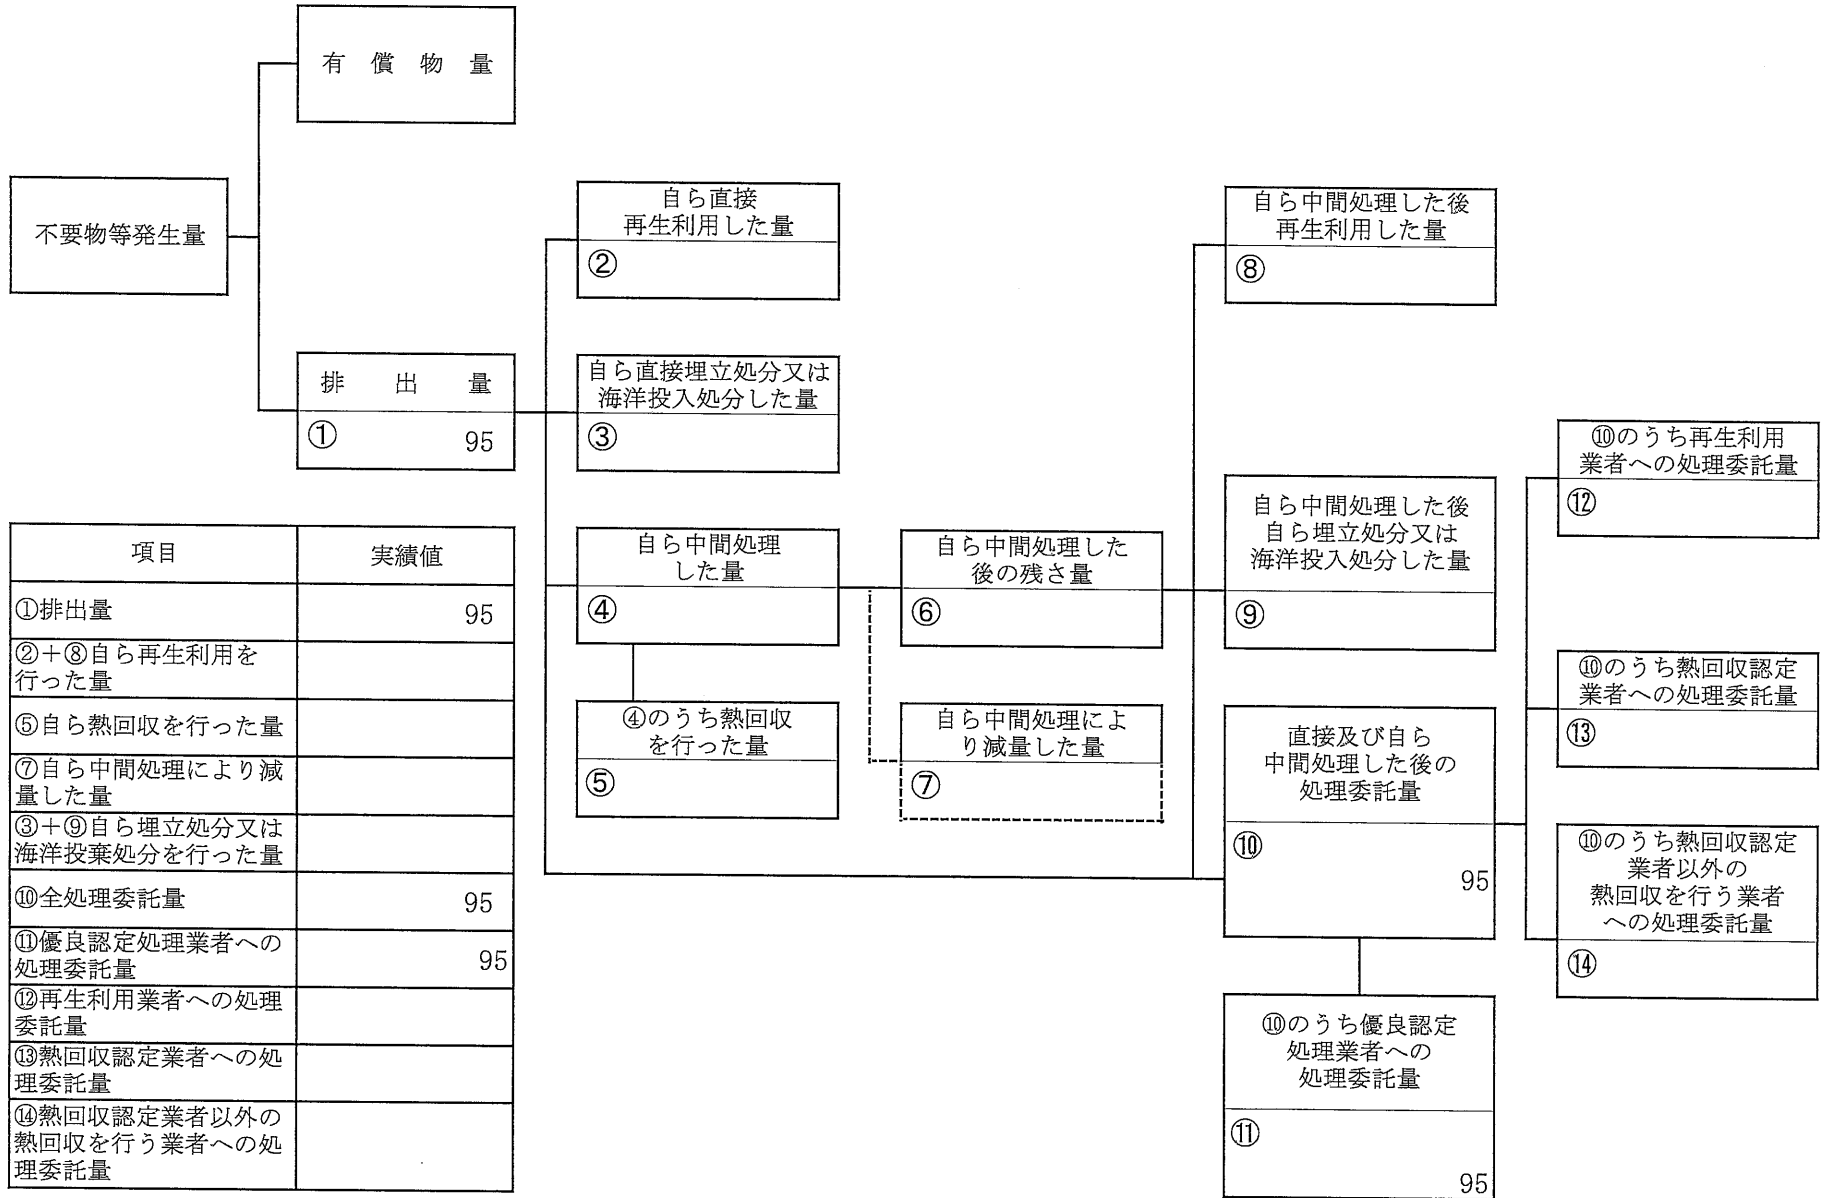 有償物量
不要物等発生量
排出量
① 95
自ら直接
再生利用した量
②
自ら直接埋立処分又は
海洋投入処分した量
③
自ら中間処理
した量
④
④のうち熱回収
を行った量
⑤
自ら中間処理した
後の残さ量
⑥
自ら中間処理によ
り減量した量
⑦
自ら中間処理した後
再生利用した量
⑧
自ら中間処理した後
自ら埋立処分又は
海洋投入処分した量
⑨
直接及び自ら
中間処理した後の
処理委託量
⑩
95
⑩のうち優良認定
処理業者への
処理委託量
⑪
95
⑩のうち再生利用
業者への処理委託量
⑫
⑩のうち熱回収認定
業者への処理委託量
⑬
⑩のうち熱回収認定
業者以外の
熱回収を行う業者
への処理委託量
⑭
項目 実績値
①排出量 95
②＋⑧自ら再生利用を
行った量
⑤自ら熱回収を行った量
⑦自ら中間処理により減
量した量
③＋⑨自ら埋立処分又は
海洋投棄処分を行った量
⑩全処理委託量 95
⑪優良認定処理業者への
処理委託量 95
⑫再生利用業者への処理
委託量
⑬熱回収認定業者への処
理委託量
⑭熱回収認定業者以外の
熱回収を行う業者への処
理委託量